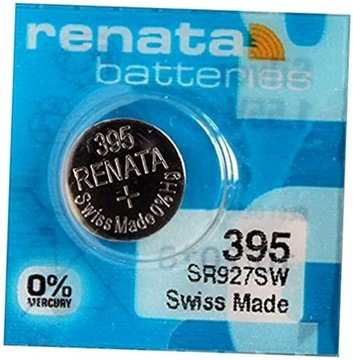 renata
batteries
395
RENATA
+
Swiss Made 0% Hg
395
SR927SW
Swiss Made
0%
MERCURY